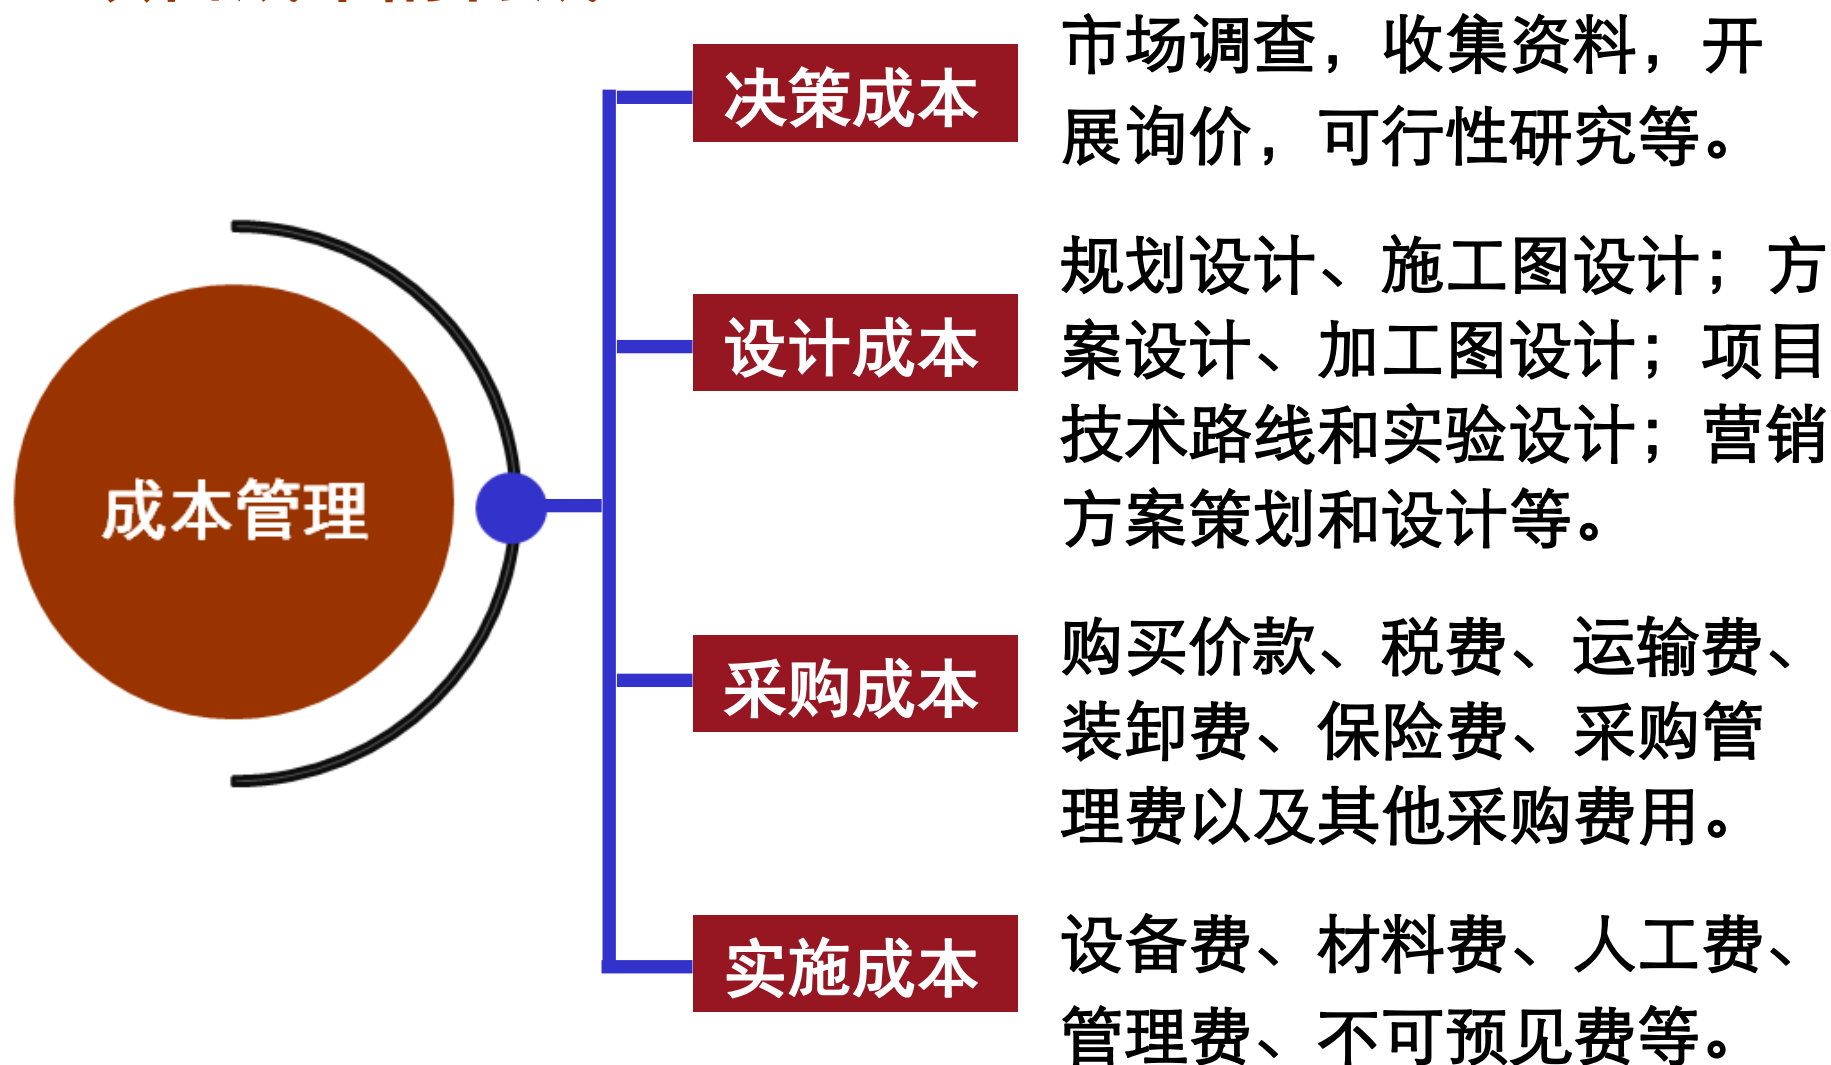 成本管理
决策成本
市场调查，收集资料，开
展询价，可行性研究等。
设计成本
规划设计、施工图设计；方
案设计、加工图设计；项目
技术路线和实验设计；营销
方案策划和设计等。
采购成本
购买价款、税费、运输费、
装卸费、保险费、采购管
理费以及其他采购费用。
实施成本
设备费、材料费、人工费、
管理费、不可预见费等。